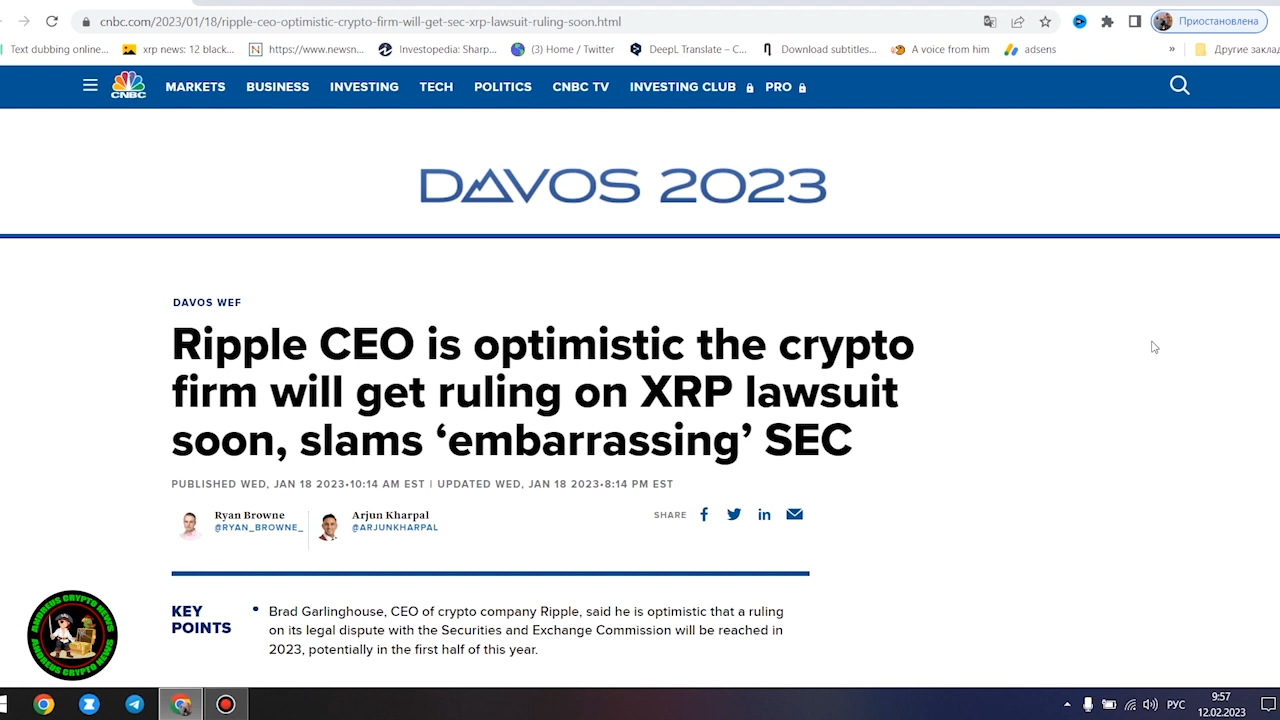 cnbc.com/2023/01/18/ripple-ceo-optimistic-crypto-firm-will-get-sec-xrp-lawsuit-ruling-soon.html
Приостановлена
Text dubbing online...
xrp news: 12 black...
https://www.newsn...
Investopedia: Sharp...
(3) Home / Twitter
DeepL Translate – C...
Download subtitles...
A voice from him
adsens
»
Другие заклад
CNBC
MARKETS
BUSINESS
INVESTING
TECH
POLITICS
CNBC TV
INVESTING CLUB
PRO
DAVOS 2023
DAVOS WEF
Ripple CEO is optimistic the crypto
firm will get ruling on XRP lawsuit
soon, slams ‘embarrassing’ SEC
PUBLISHED WED, JAN 18 2023•10:14 AM EST | UPDATED WED, JAN 18 2023•8:14 PM EST
Ryan Browne
@RYAN_BROWNE_
Arjun Kharpal
@ARJUNKHARPAL
SHARE
KEY
POINTS
• Brad Garlinghouse, CEO of crypto company Ripple, said he is optimistic that a ruling
on its legal dispute with the Securities and Exchange Commission will be reached in
2023, potentially in the first half of this year.
ANDREUS CRYPTO NEWS
ANDREUS CRYPTO NEWS
РУС
9:57
12.02.2023